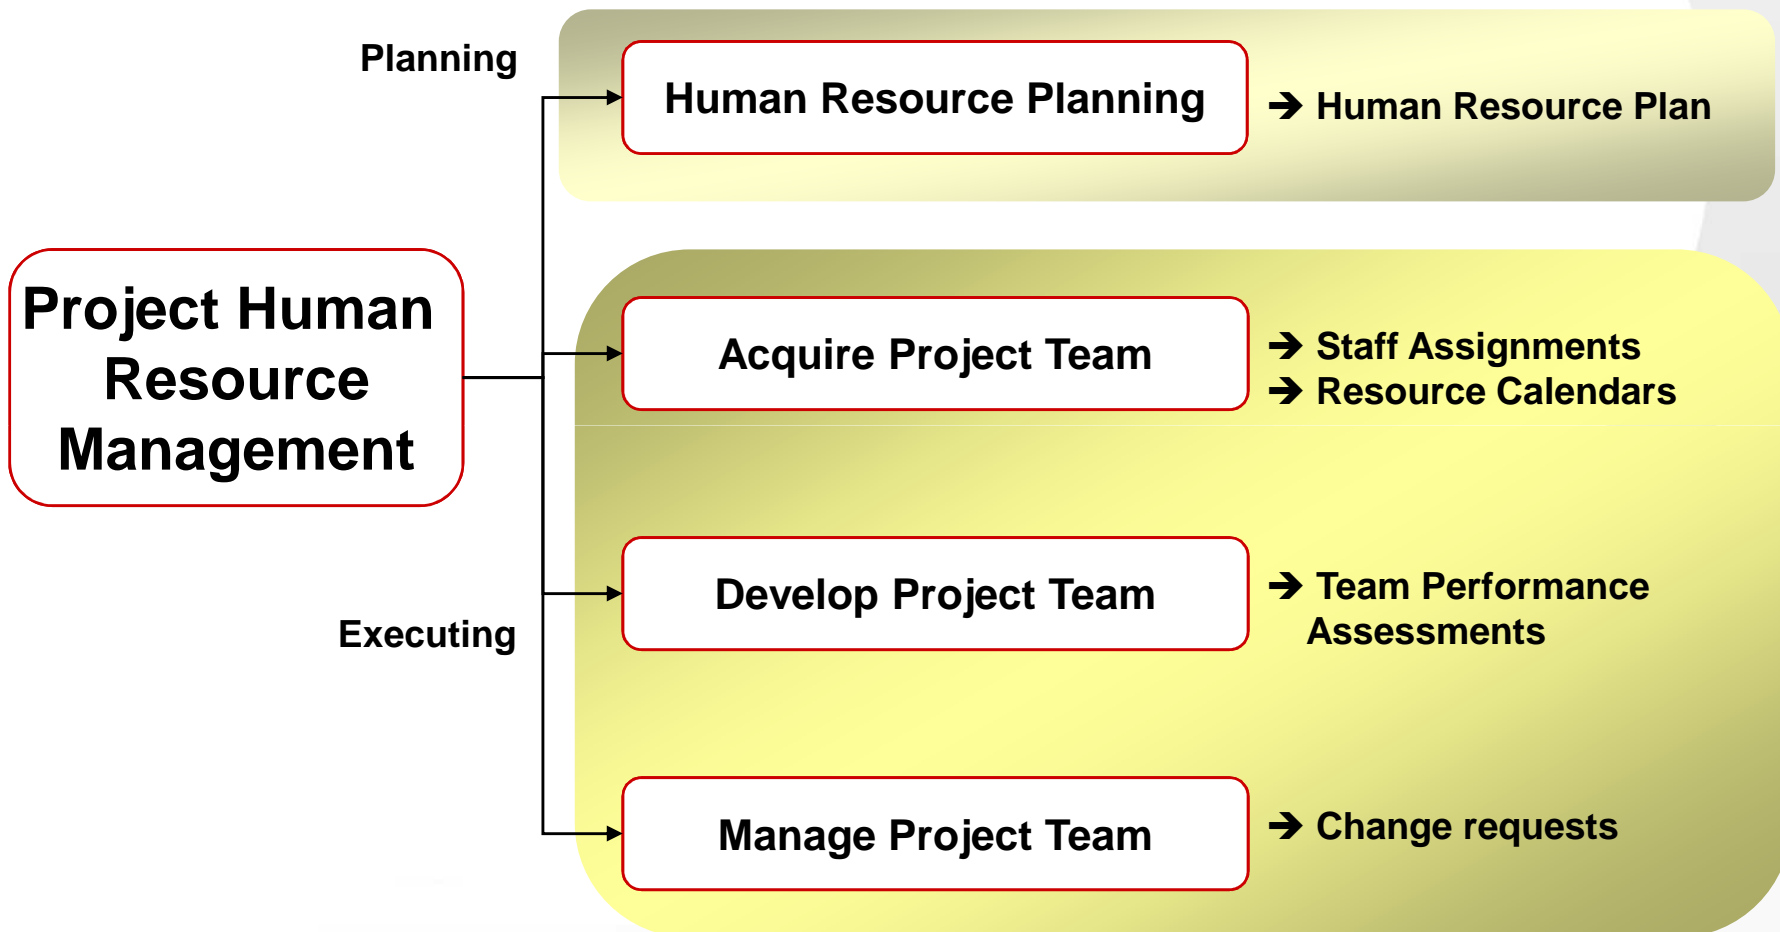 Planning
Human Resource Planning
➔ Human Resource Plan
Project Human
Resource
Management
Acquire Project Team
➔ Staff Assignments
➔ Resource Calendars
Develop Project Team
➔ Team Performance
Assessments
Executing
Manage Project Team
➔ Change requests